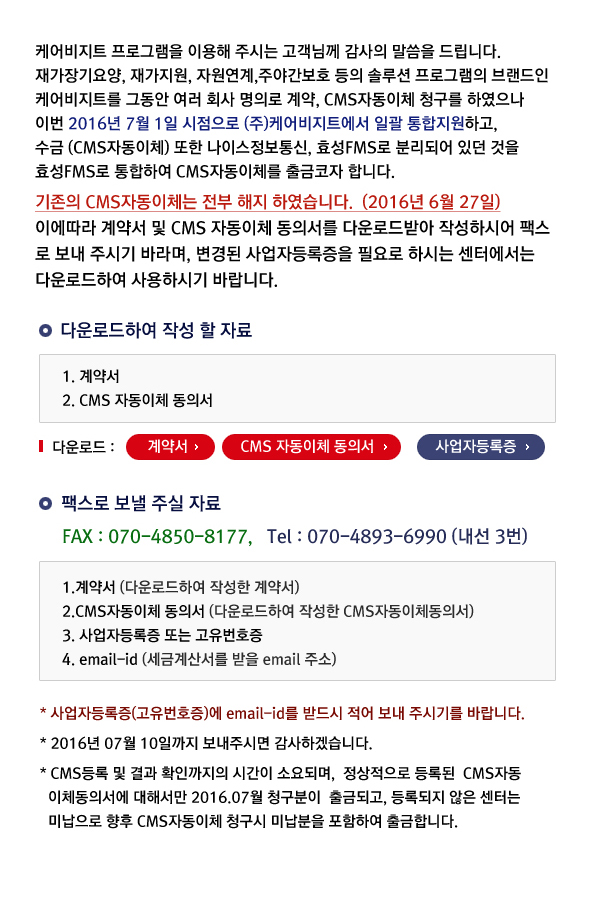 케어비지트 프로그램을 이용해 주시는 고객님께 감사의 말씀을 드립니다.
재가장기요양, 재가지원, 자원연계,주야간보호 등의 솔루션 프로그램의 브랜드인
케어비지트를 그동안 여러 회사 명의로 계약, CMS자동이체 청구를 하였으나
이번 2016년 7월 1일 시점으로 (주)케어비지트에서 일괄 통합지원하고,
수금 (CMS자동이체) 또한 나이스정보통신, 효성FMS로 분리되어 있던 것을
효성FMS로 통합하여 CMS자동이체를 출금코자 합니다.
기존의 CMS자동이체는 전부 해지 하였습니다. (2016년 6월 27일)
이에따라 계약서 및 CMS 자동이체 동의서를 다운로드받아 작성하시어 팩스
로 보내 주시기 바라며, 변경된 사업자등록증을 필요로 하시는 센터에서는
다운로드하여 사용하시기 바랍니다.
다운로드하여 작성 할 자료
1. 계약서
2. CMS 자동이체 동의서
다운로드 : 계약서 › CMS 자동이체 동의서 › 사업자등록증 ›
팩스로 보낼 주실 자료
FAX : 070-4850-8177, Tel : 070-4893-6990 (내선 3번)
1.계약서 (다운로드하여 작성한 계약서)
2.CMS자동이체 동의서 (다운로드하여 작성한 CMS자동이체동의서)
3. 사업자등록증 또는 고유번호증
4. email-id (세금계산서를 받을 email 주소)
* 사업자등록증(고유번호증)에 email-id를 받드시 적어 보내 주시기를 바랍니다.
* 2016년 07월 10일까지 보내주시면 감사하겠습니다.
* CMS등록 및 결과 확인까지의 시간이 소요되며, 정상적으로 등록된 CMS자동
이체동의서에 대해서만 2016.07월 청구분이 출금되고, 등록되지 않은 센터는
미납으로 향후 CMS자동이체 청구시 미납분을 포함하여 출금합니다.